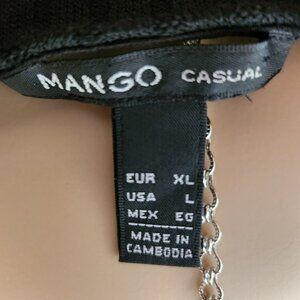 MANGO CASUAL
EUR XL
USA L
MEX EG
MADE IN
CAMBODIA